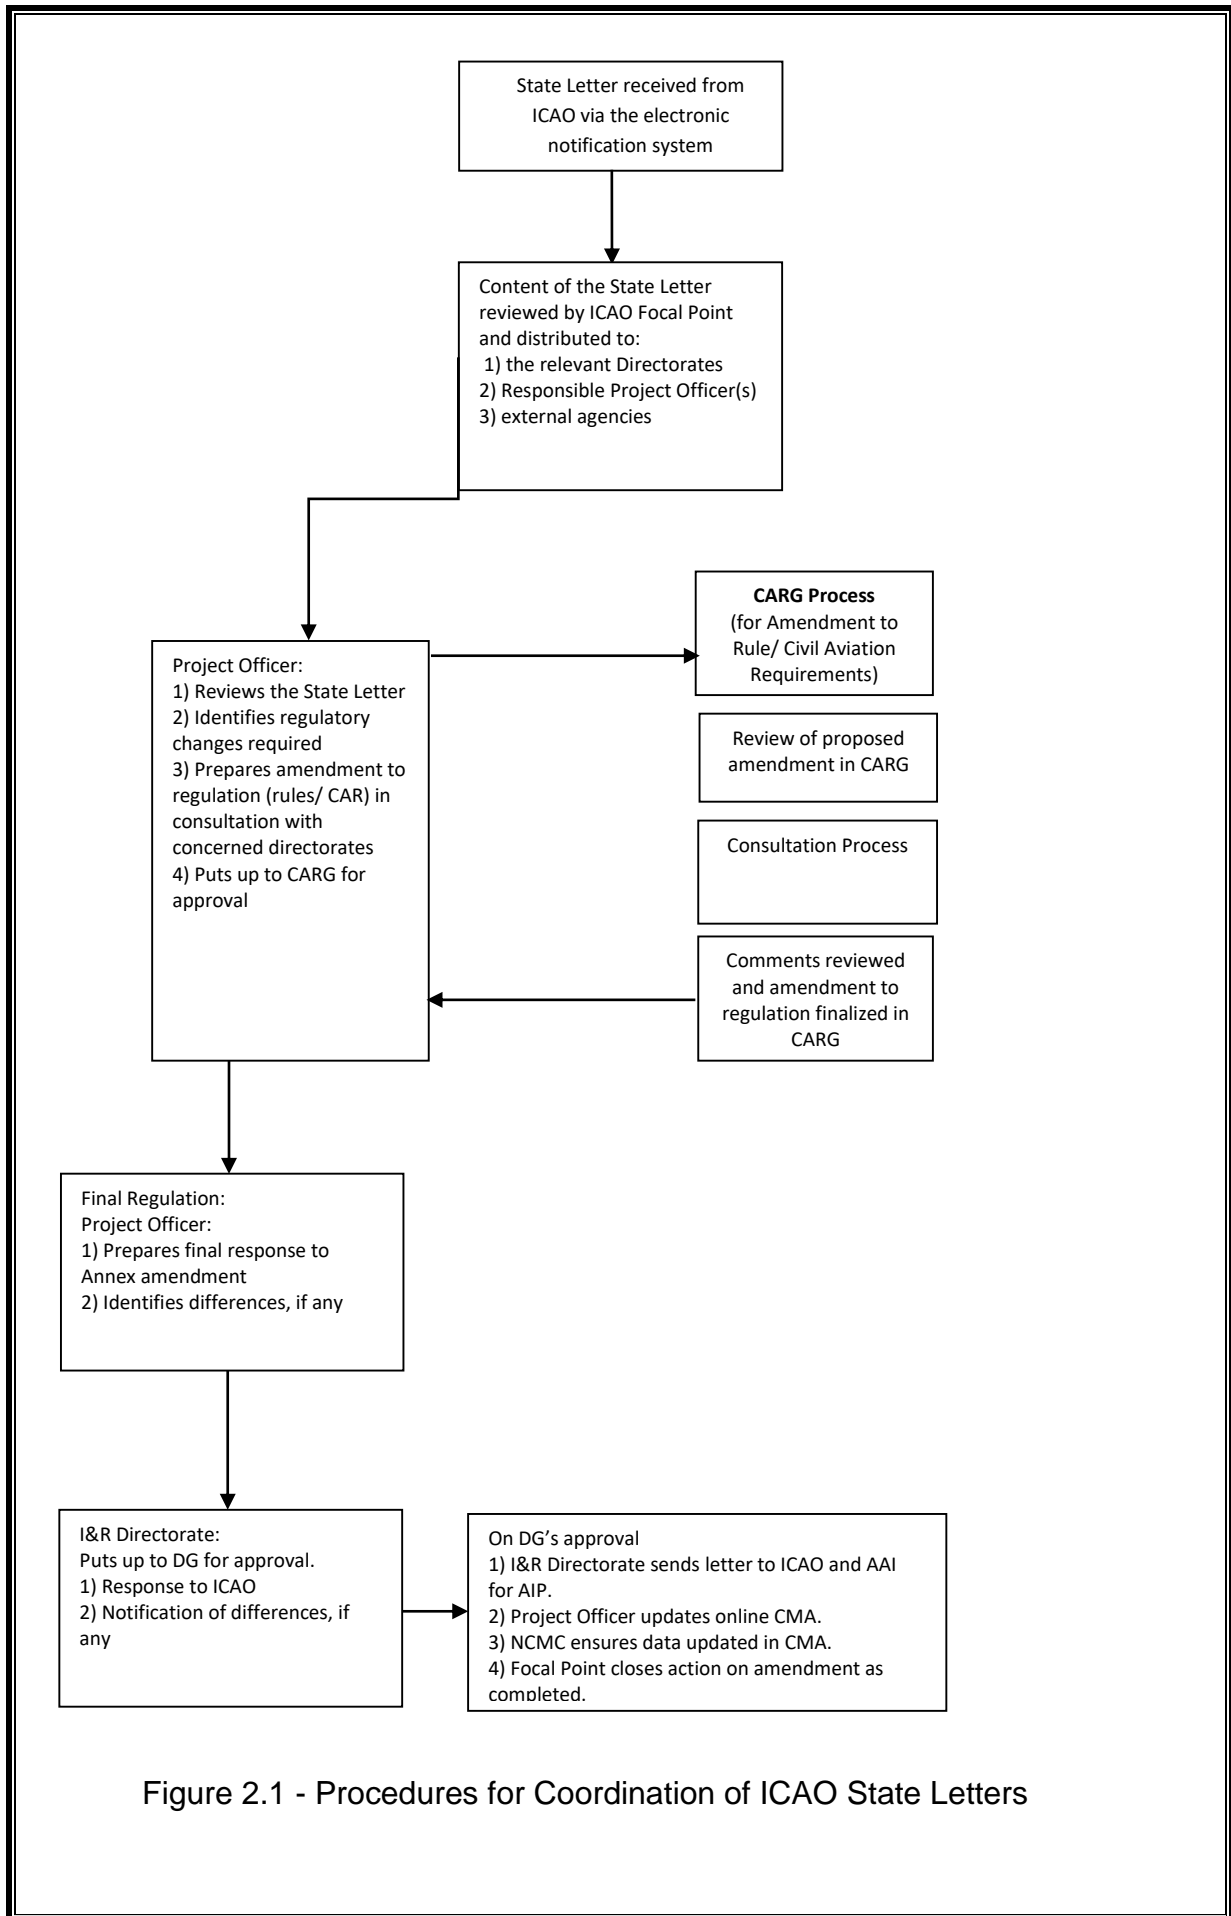 State Letter received from
ICAO via the electronic
notification system
Content of the State Letter
reviewed by ICAO Focal Point
and distributed to:
1) the relevant Directorates
2) Responsible Project Officer(s)
3) external agencies
CARG Process
(for Amendment to
Rule/ Civil Aviation
Requirements)
Project Officer:
1) Reviews the State Letter
2) Identifies regulatory
changes required
3) Prepares amendment to
regulation (rules/ CAR) in
consultation with
concerned directorates
4) Puts up to CARG for
approval
Review of proposed
amendment in CARG
Consultation Process
Comments reviewed
and amendment to
regulation finalized in
CARG
Final Regulation:
Project Officer:
1) Prepares final response to
Annex amendment
2) Identifies differences, if any
I&R Directorate:
Puts up to DG for approval.
1) Response to ICAO
2) Notification of differences, if
any
On DG’s approval
1) I&R Directorate sends letter to ICAO and AAI
for AIP.
2) Project Officer updates online CMA.
3) NCMC ensures data updated in CMA.
4) Focal Point closes action on amendment as
completed.
Figure 2.1 - Procedures for Coordination of ICAO State Letters